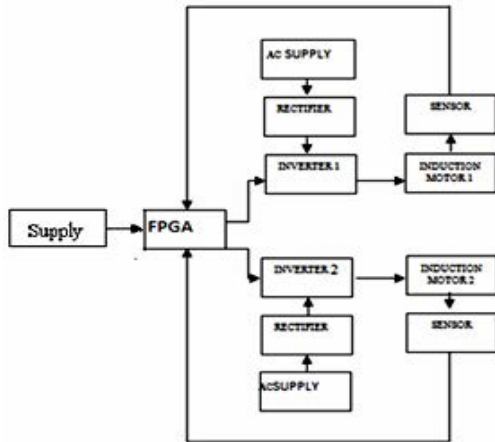 AC SUPPLY
RECTIFIER
SENSOR
INVERTER 1
INDUCTION
MOTOR 1
Supply
FPGA
INVERTER 2
INDUCTION
MOTOR 2
RECTIFIER
SENSOR
ACSUPPLY